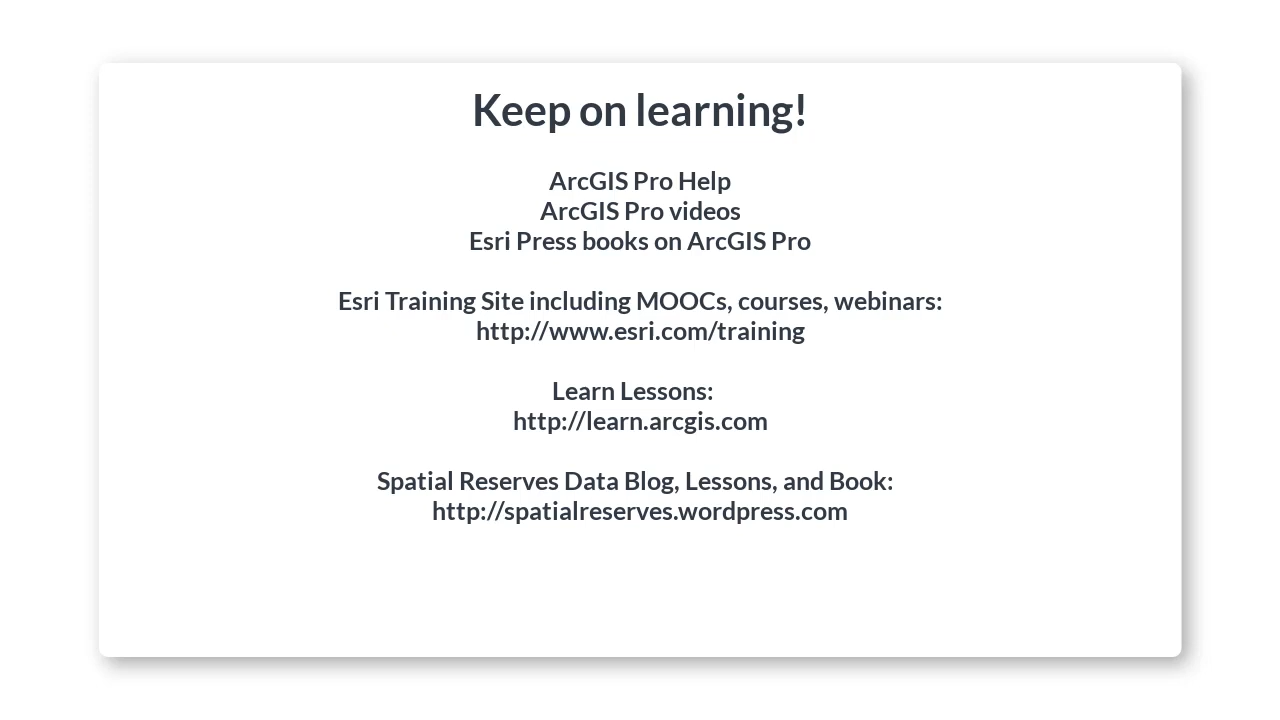 Keep on learning!
ArcGIS Pro Help
ArcGIS Pro videos
Esri Press books on ArcGIS Pro
Esri Training Site including MOOCs, courses, webinars:
http://www.esri.com/training
Learn Lessons:
http://learn.arcgis.com
Spatial Reserves Data Blog, Lessons, and Book:
http://spatialreserves.wordpress.com